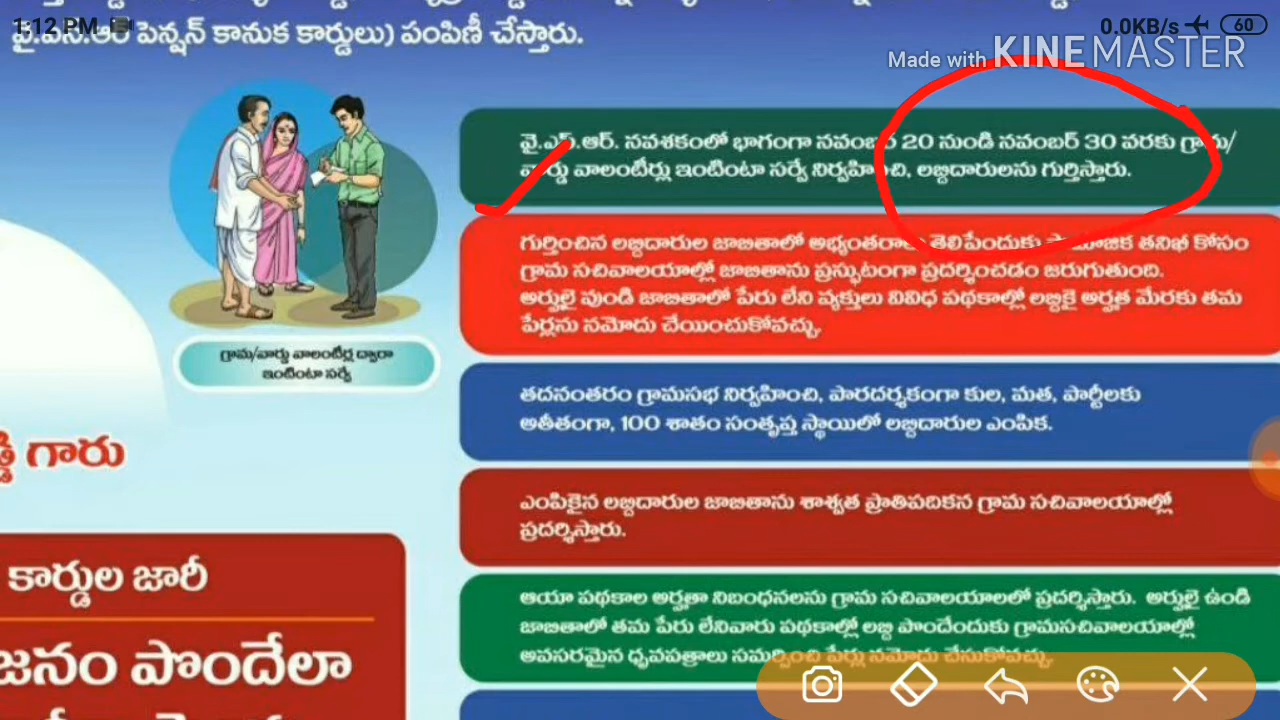 1:12 PM
0.0KB/s 60
వై.ఎస్.ఆర్ పెన్షన్ కానుక కార్డులు) పంపిణీ చేస్తారు.
Made with KINEMASTER
వై.ఎస్.ఆర్. నవశకంలో భాగంగా నవంబర్ 20 నుండి నవంబర్ 30 వరకు గ్రామ/
వార్డు వాలంటీర్లు ఇంటింటా సర్వే నిర్వహించి, లబ్ధిదారులను గుర్తిస్తారు.
గుర్తించిన లబ్ధిదారుల జాబితాలో అభ్యంతరాలు తెలిపేందుకు సామాజిక తనిఖీ కోసం
గ్రామ సచివాలయాల్లో జాబితాను ప్రస్ఫుటంగా ప్రదర్శించడం జరుగుతుంది.
అర్హులై వుండి జాబితాలో పేరు లేని వ్యక్తులు వివిధ పథకాల్లో లబ్ధికై అర్హత మేరకు తమ
పేర్లను నమోదు చేయించుకోవచ్చు.
గ్రామ/వార్డు వాలంటీర్ల ద్వారా
ఇంటింటా సర్వే
తదనంతరం గ్రామసభ నిర్వహించి, పారదర్శకంగా కుల, మత, పార్టీలకు
అతీతంగా, 100 శాతం సంతృప్త స్థాయిలో లబ్ధిదారుల ఎంపిక.
గారు
ఎంపికైన లబ్ధిదారుల జాబితాను శాశ్వత ప్రాతిపదికన గ్రామ సచివాలయాల్లో
ప్రదర్శిస్తారు.
కార్డుల జారీ
ఆయా పథకాల అర్హతా నిబంధనలను గ్రామ సచివాలయాలలో ప్రదర్శిస్తారు. అర్హులై ఉండి
జాబితాలో తమ పేరు లేనివారు పథకాల్లో లబ్ధి పొందేందుకు గ్రామసచివాలయాల్లో
అవసరమైన ధృవపత్రాలు సమర్పించి పేర్లు నమోదు చేసుకోవచ్చు.
జనం పొందేలా